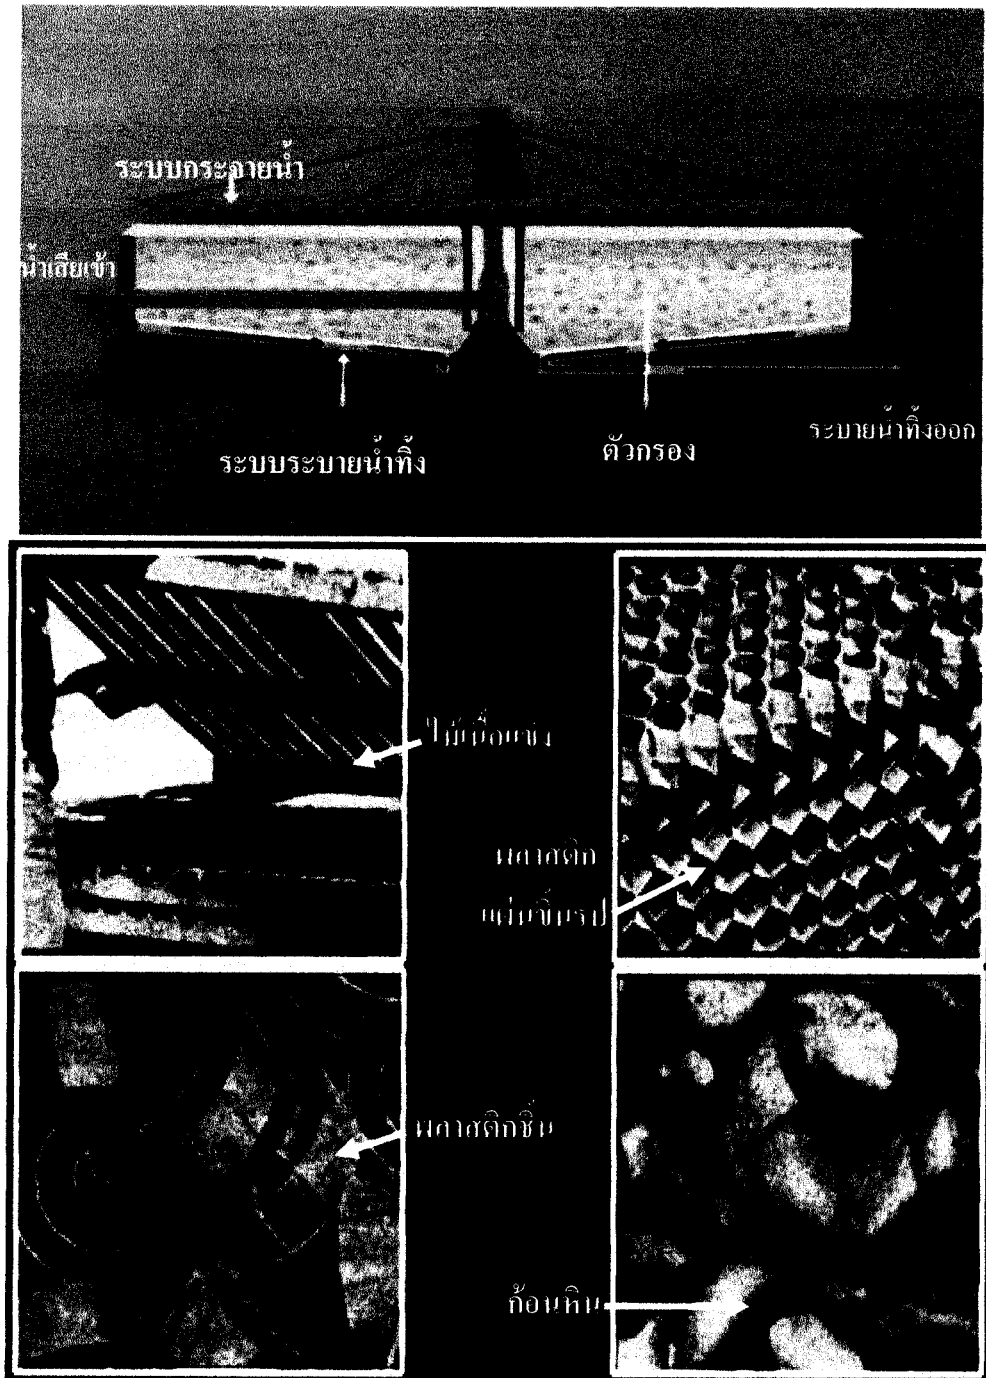 ระบบกระจายน้ำ
น้ำเสียเข้า
ระบายน้ำทิ้งออก
ระบบระบายน้ำทิ้ง
ตัวกรอง
ไม้เนื้อแข็ง
พลาสติก
แผ่นขึ้นรูป
พลาสติกชิ้น
ก้อนหิน